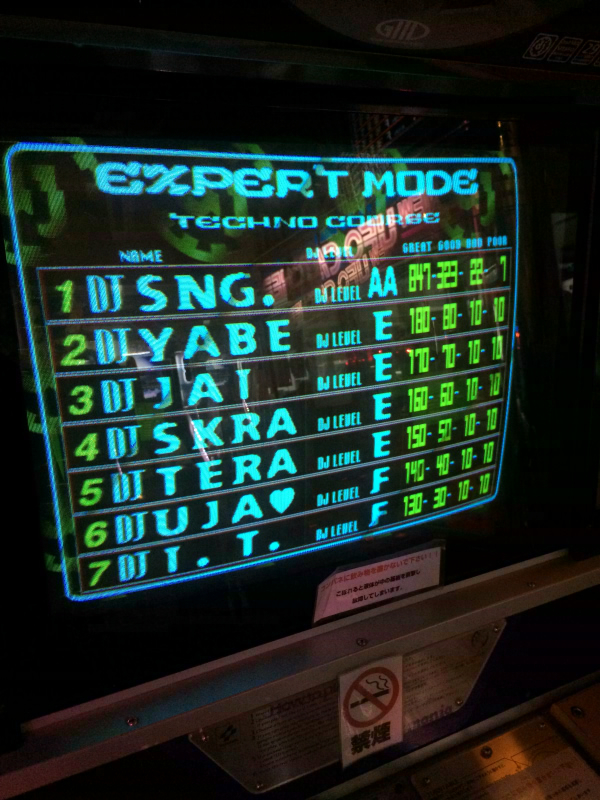 EXPERT MODE
TECHNO COURSE
NAME DJ LEVEL GREAT GOOD BAD POOR
1 DJ SNG. DJ LEVEL AA 847-323-22-7
2 DJ YABE DJ LEVEL E 180-80-10-10
3 DJ JAT DJ LEVEL E 170-70-10-10
4 DJ SKRA DJ LEVEL E 160-60-10-10
5 DJ TERA DJ LEVEL E 150-50-10-10
6 DJ UJA♥ DJ LEVEL F 140-40-10-10
7 DJ T.T. DJ LEVEL F 130-30-10-10
禁煙